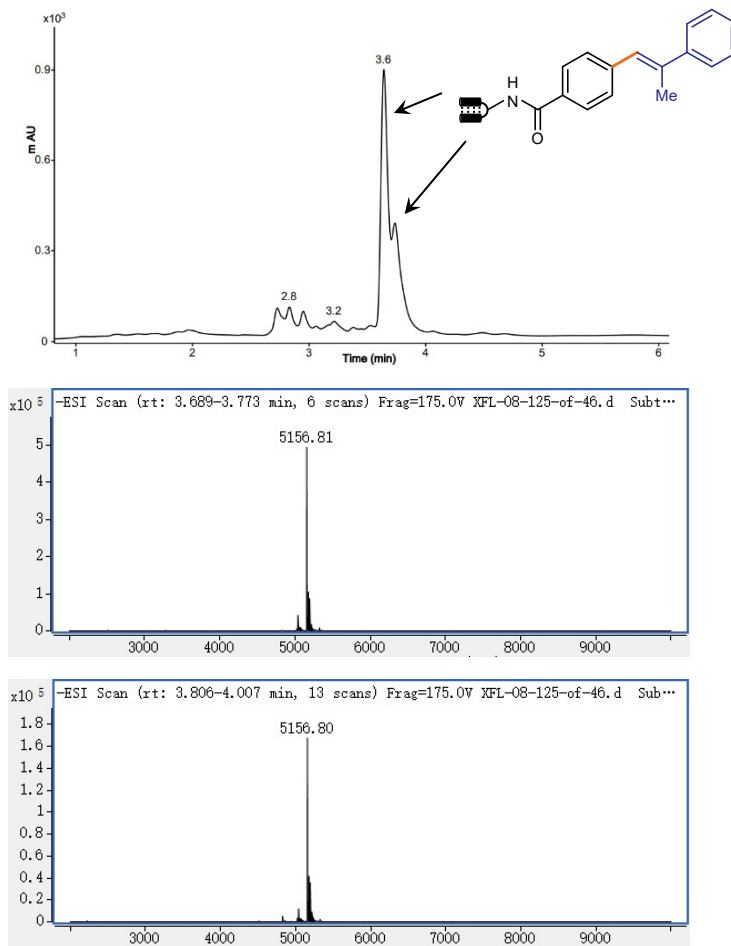 x10³
0.9
0.6
0.3
0
m AU
3.6
2.8
3.2
1 2 3 4 5 6
Time (min)
H
N
O
Me
x10 5
-ESI Scan (rt: 3.689-3.773 min, 6 scans) Frag=175.0V XFL-08-125-of-46.d Subt…
5156.81
5
4
3
2
1
0
3000 4000 5000 6000 7000 8000 9000
x10 5
-ESI Scan (rt: 3.806-4.007 min, 13 scans) Frag=175.0V XFL-08-125-of-46.d Sub…
5156.80
1.8
1.6
1.4
1.2
1
0.8
0.6
0.4
0.2
0
3000 4000 5000 6000 7000 8000 9000